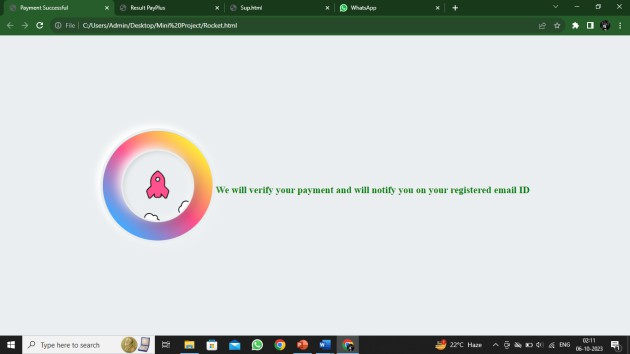 Payment Successful
Result PayPlus
Sup.html
WhatsApp
File
C:/Users/Admin/Desktop/Mini%20Project/Rocket.html
We will verify your payment and will notify you on your registered email ID
Type here to search
22°C Haze
ENG
02:11
06-10-2023